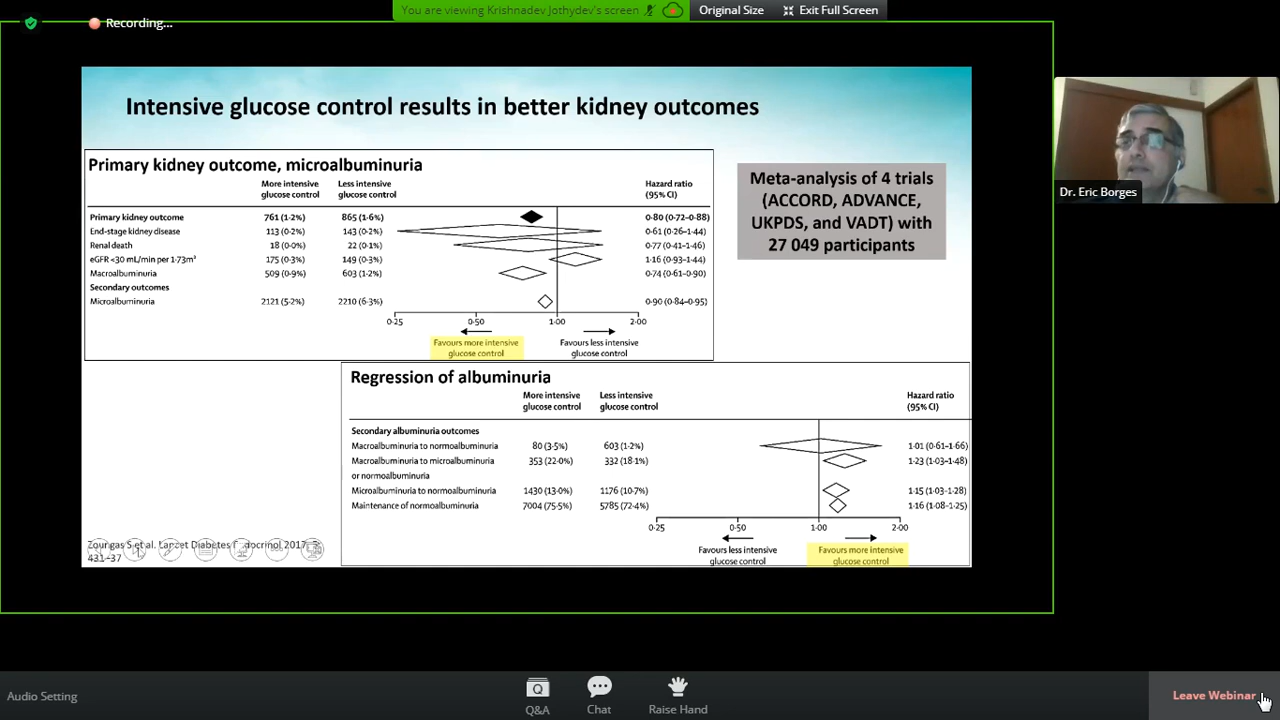 You are viewing Krishnadev Jothydev's screen
Original Size
Exit Full Screen
Recording...
Intensive glucose control results in better kidney outcomes
Primary kidney outcome, microalbuminuria
More intensive glucose control
Less intensive glucose control
Hazard ratio (95% CI)
Primary kidney outcome 761 (1·2%) 865 (1·6%) 0·80 (0·72–0·88)
End-stage kidney disease 113 (0·2%) 143 (0·2%) 0·61 (0·26–1·44)
Renal death 18 (0·0%) 22 (0·1%) 0·77 (0·41–1·46)
eGFR <30 mL/min per 1·73m² 175 (0·3%) 149 (0·3%) 1·16 (0·93–1·44)
Macroalbuminuria 509 (0·9%) 603 (1·2%) 0·74 (0·61–0·90)
Secondary outcomes
Microalbuminuria 2121 (5·2%) 2210 (6·3%) 0·90 (0·84–0·95)
0·25 0·50 1·00 2·00
Favours more intensive glucose control
Favours less intensive glucose control
Meta-analysis of 4 trials
(ACCORD, ADVANCE,
UKPDS, and VADT) with
27 049 participants
Dr. Eric Borges
Regression of albuminuria
More intensive glucose control
Less intensive glucose control
Hazard ratio (95% CI)
Secondary albuminuria outcomes
Macroalbuminuria to normoalbuminuria 80 (3·5%) 603 (1·2%) 1·01 (0·61–1·66)
Macroalbuminuria to microalbuminuria 353 (22·0%) 332 (18·1%) 1·23 (1·03–1·48)
or normoalbuminuria
Microalbuminuria to normoalbuminuria 1430 (13·0%) 1176 (10·7%) 1·15 (1·03–1·28)
Maintenance of normoalbuminuria 7004 (75·5%) 5785 (72·4%) 1·16 (1·08–1·25)
0·25 0·50 1·00 2·00
Favours less intensive glucose control
Favours more intensive glucose control
Zoungas S et al. Lancet Diabetes 2017
431–37
Audio Setting
Q&A
Chat
Raise Hand
Leave Webinar